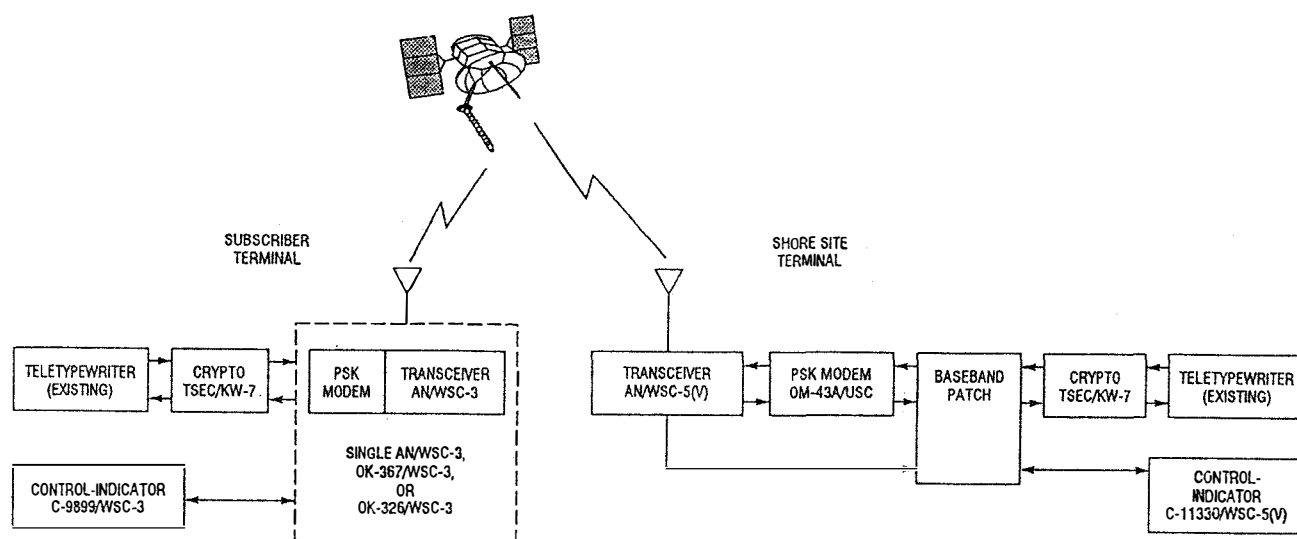 SUBSCRIBER
TERMINAL
SHORE SITE
TERMINAL
TELETYPEWRITER
(EXISTING)
CRYPTO
TSEC/KW-7
PSK
MODEM
TRANSCEIVER
AN/WSC-3
SINGLE AN/WSC-3,
OK-367/WSC-3,
OR
OK-326/WSC-3
CONTROL-INDICATOR
C-9899/WSC-3
TRANSCEIVER
AN/WSC-5(V)
PSK MODEM
OM-43A/USC
BASEBAND
PATCH
CRYPTO
TSEC/KW-7
TELETYPEWRITER
(EXISTING)
CONTROL-
INDICATOR
C-11330/WSC-5(V)